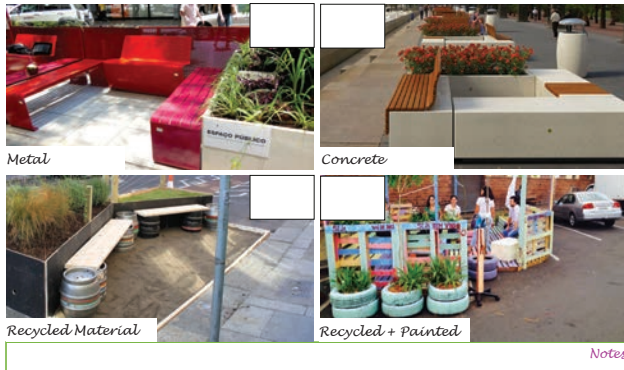 ESPAÇO PÚBLICO
Metal
Concrete
Recycled Material
Recycled + Painted
Notes